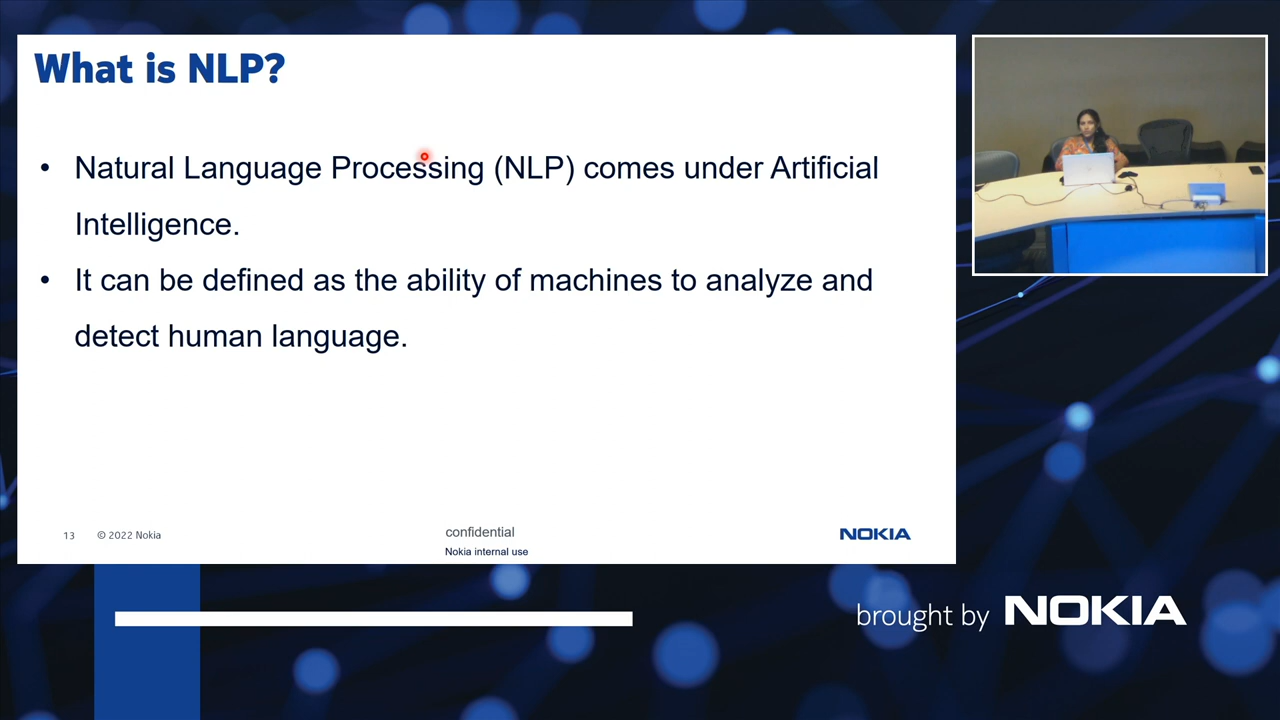 What is NLP?
• Natural Language Processing (NLP) comes under Artificial
Intelligence.
• It can be defined as the ability of machines to analyze and
detect human language.
13 © 2022 Nokia
confidential
Nokia internal use
NOKIA
brought by NOKIA